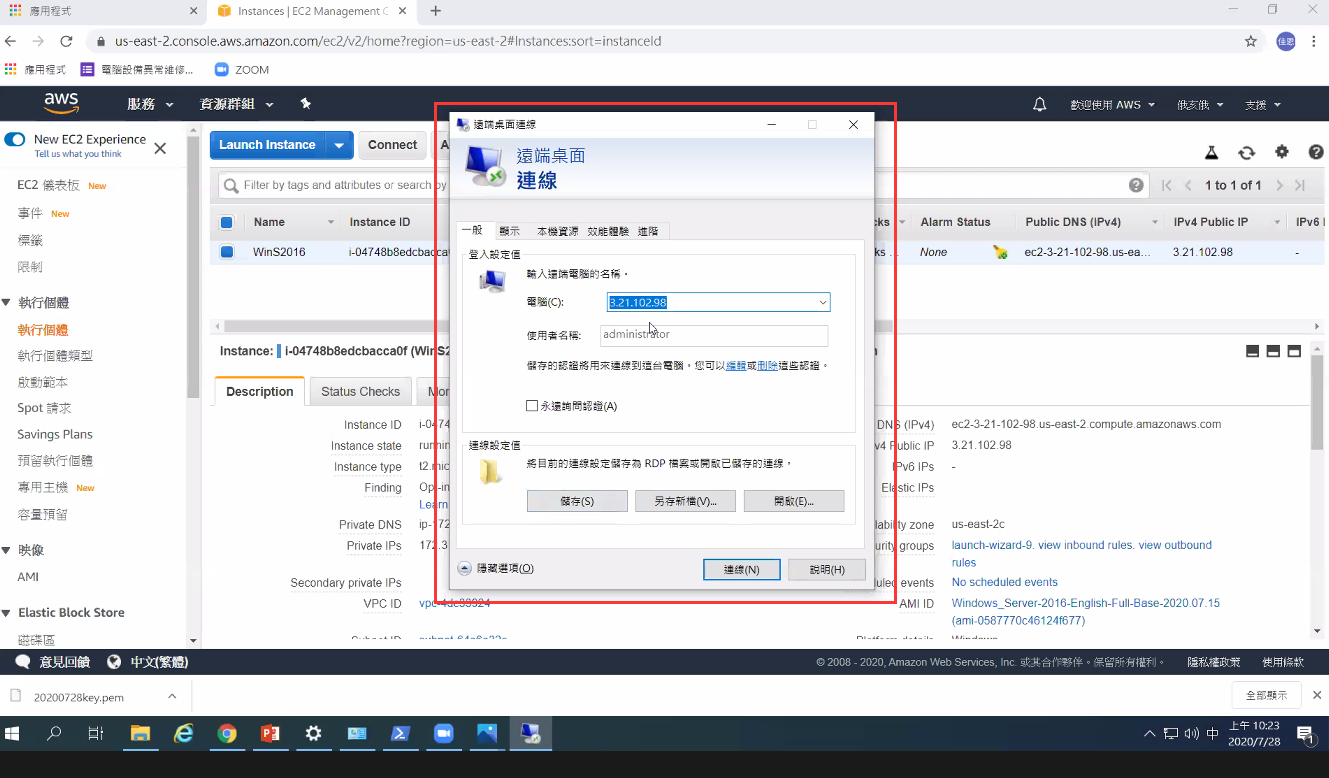 應用程式
Instances | EC2 Management C
us-east-2.console.aws.amazon.com/ec2/v2/home?region=us-east-2#Instances:sort=instanceId
佳恩
應用程式
電腦設備異常維修...
ZOOM
aws
服務
資源群組
歡迎使用 AWS
俄亥俄
支援
New EC2 Experience
Tell us what you think
Launch Instance
Connect
A
Filter by tags and attributes or search by
1 to 1 of 1
EC2 儀表板 New
事件 New
標籤
限制
執行個體
執行個體
執行個體類型
啟動範本
Spot 請求
Savings Plans
預留執行個體
專用主機 New
容量預留
映像
AMI
Elastic Block Store
磁碟區
Name
Instance ID
cks
Alarm Status
Public DNS (IPv4)
IPv4 Public IP
IPv6 I
WinS2016
i-04748b8edcbacca0
ks ...
None
ec2-3-21-102-98.us-ea...
3.21.102.98
-
遠端桌面連線
遠端桌面
連線
一般
顯示
本機資源
效能體驗
進階
登入設定值
輸入遠端電腦的名稱。
電腦(C):
3.21.102.98
使用者名稱:
administrator
儲存的認證將用來連線到這台電腦。您可以編輯或刪除這些認證。
永遠詢問認證(A)
連線設定值
將目前的連線設定儲存為 RDP 檔案或開啟已儲存的連線。
儲存(S)
另存新檔(V)...
開啟(E)...
隱藏選項(O)
連線(N)
說明(H)
Instance: i-04748b8edcbacca0f (WinS2
Description
Status Checks
Mor
Instance ID
i-0474
Instance state
runnin
Instance type
t2.mic
Finding
Opt-in
Learn
Private DNS
ip-172
Private IPs
172.3
Secondary private IPs
VPC ID
vpc-4dc39924
Subnet ID
DNS (IPv4)
ec2-3-21-102-98.us-east-2.compute.amazonaws.com
v4 Public IP
3.21.102.98
IPv6 IPs
-
Elastic IPs
lability zone
us-east-2c
urity groups
launch-wizard-9. view inbound rules. view outbound
rules
uled events
No scheduled events
AMI ID
Windows_Server-2016-English-Full-Base-2020.07.15
(ami-0587770c46124f677)
Platform details
Windows
意見回饋
中文(繁體)
© 2008 - 2020, Amazon Web Services, Inc. 或其合作夥伴。保留所有權利。
隱私權政策
使用條款
20200728key.pem
全部顯示
中
上午 10:23
2020/7/28
1